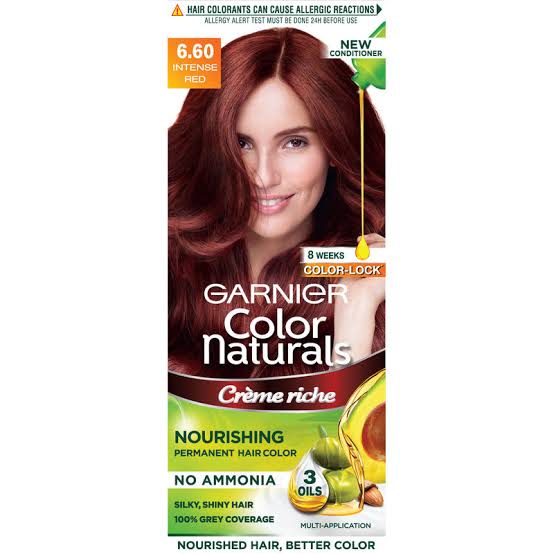 HAIR COLORANTS CAN CAUSE ALLERGIC REACTIONS
ALLERGY ALERT TEST MUST BE DONE 24H BEFORE USE
6.60
INTENSE
RED
NEW
CONDITIONER
8 WEEKS
COLOR-LOCK*
GARNIER
Color
Naturals
Crème riche
NOURISHING
PERMANENT HAIR COLOR
NO AMMONIA
3
OILS
SILKY, SHINY HAIR
100% GREY COVERAGE
MULTI-APPLICATION
NOURISHED HAIR, BETTER COLOR